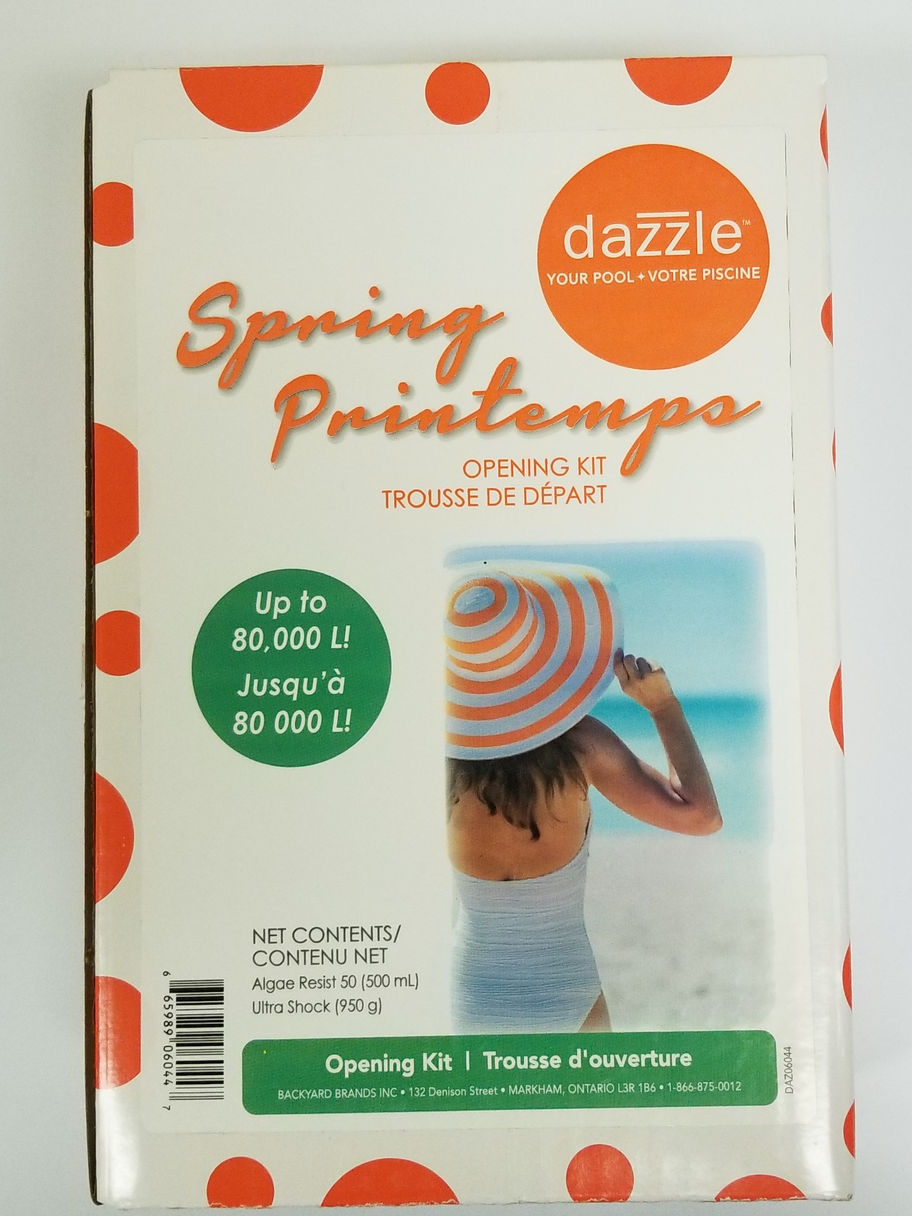 dazzle™
YOUR POOL✦VOTRE PISCINE
Spring
Printemps
OPENING KIT
TROUSSE DE DÉPART
Up to
80,000 L!
Jusqu'à
80 000 L!
NET CONTENTS/
CONTENU NET
Algae Resist 50 (500 mL)
Ultra Shock (950 g)
6 65989 06044 7
Opening Kit | Trousse d'ouverture
BACKYARD BRANDS INC • 132 Denison Street • MARKHAM, ONTARIO L3R 1B6 • 1-866-875-0012
DAZ06044